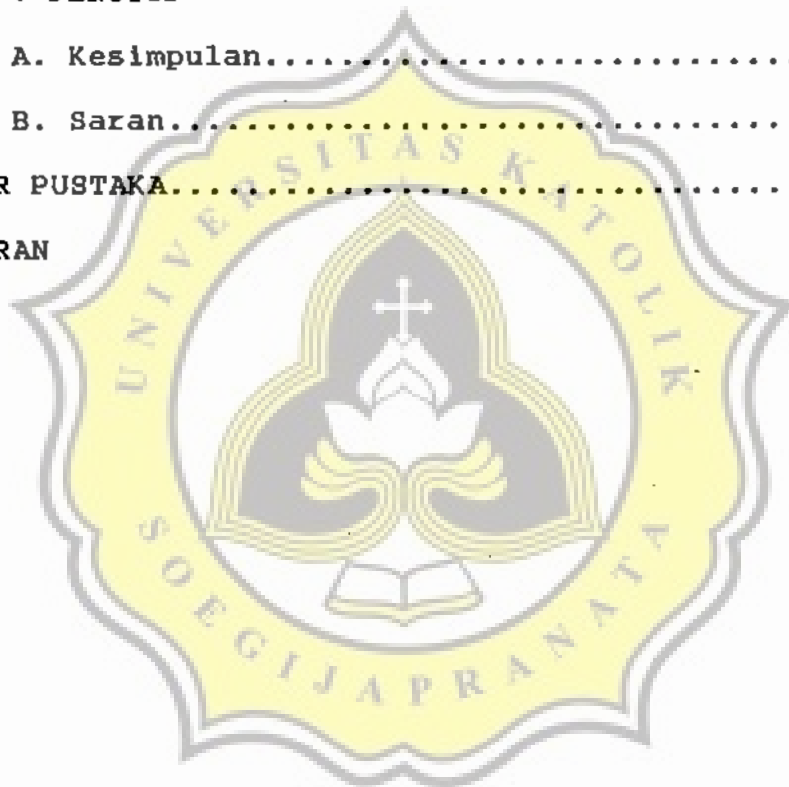 A. Kesimpulan........................................
B. Saran........................................
R PUSTAKA........................................
RAN
UNIVERSITAS KATOLIK
SOEGIJAPRANATA